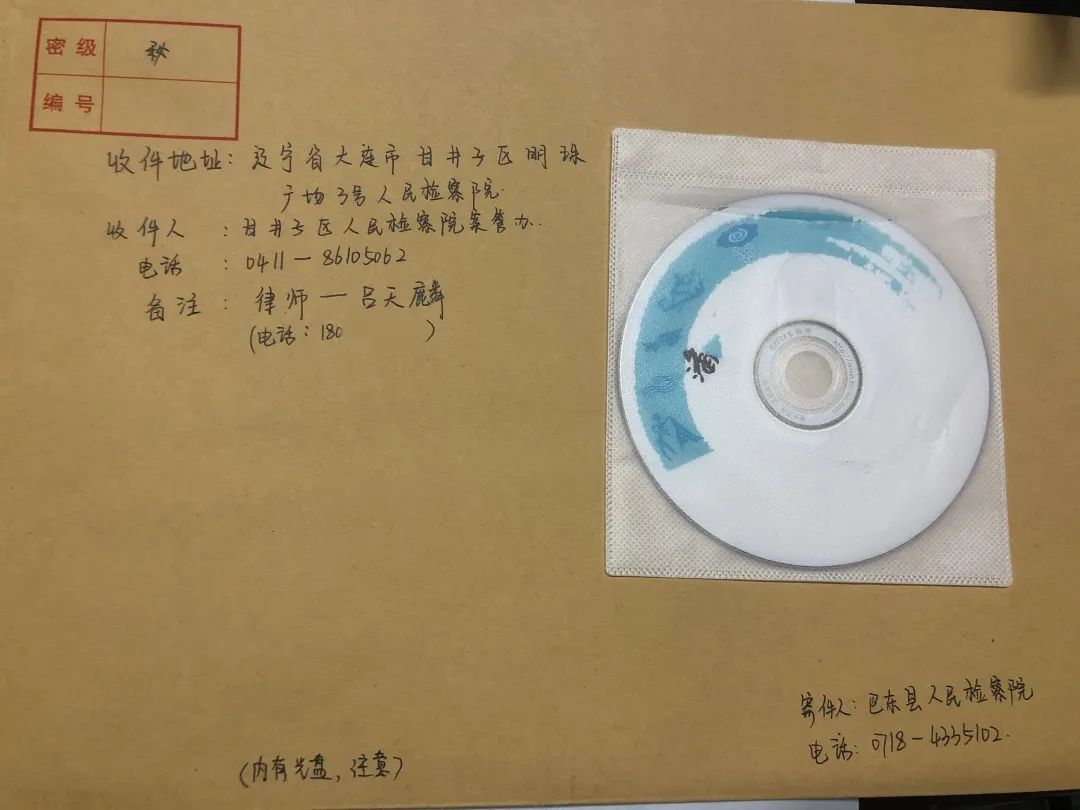 密级 秘
编号
收件地址：辽宁省大连市甘井子区明珠
广场3号人民检察院
收件人：甘井子区人民检察院案管办.
电话：0411-86105062
备注：律师一吕天麟
(电话：180 )
寄件人：巴东县人民检察院
电话：0718-4335102.
(内有光盘，注意)